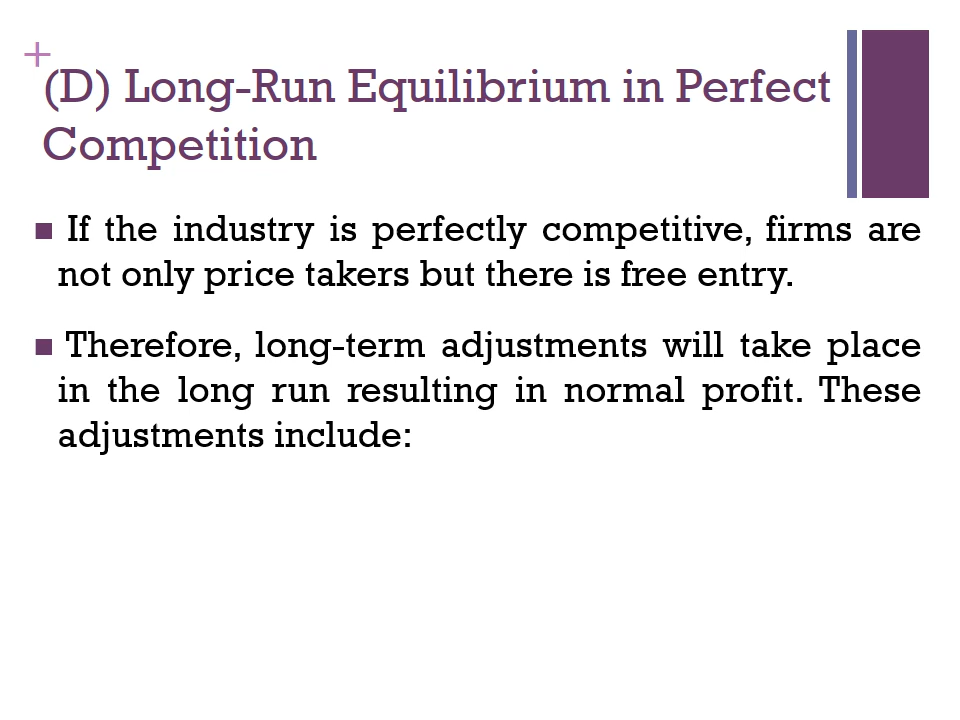 +
(D) Long-Run Equilibrium in Perfect
Competition
■ If the industry is perfectly competitive, firms are
not only price takers but there is free entry.
■ Therefore, long-term adjustments will take place
in the long run resulting in normal profit. These
adjustments include: